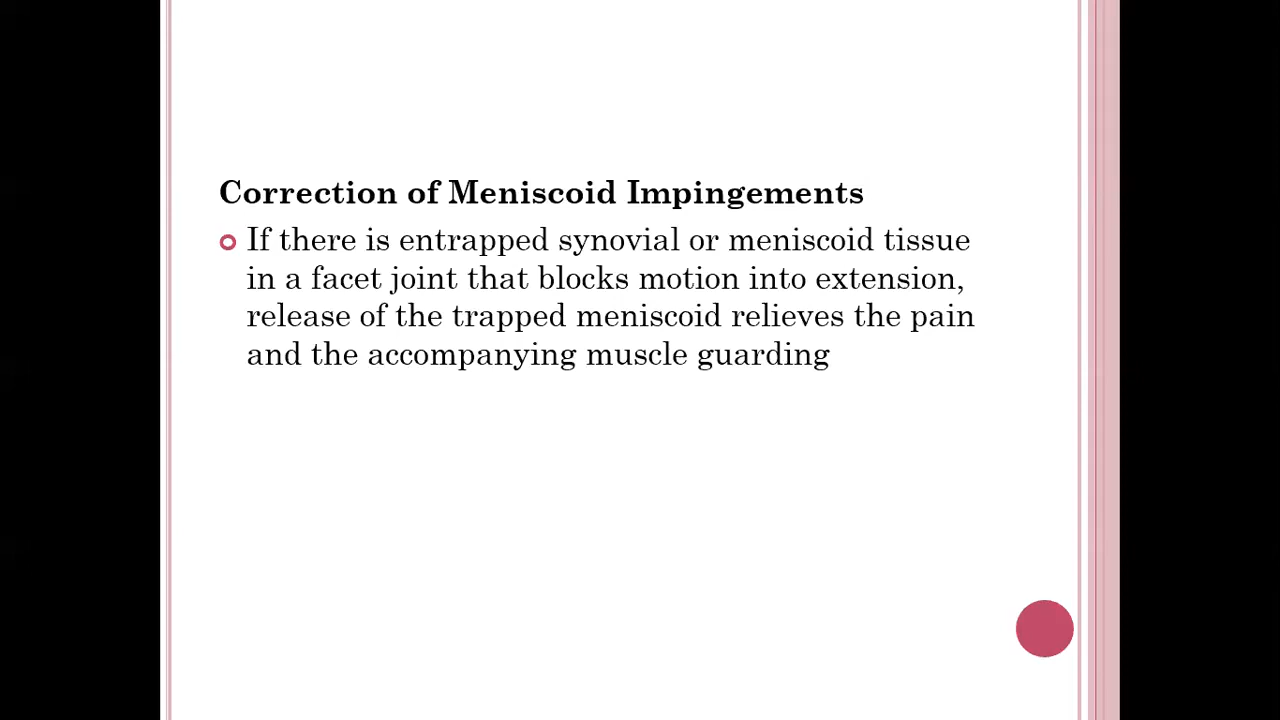 Correction of Meniscoid Impingements
If there is entrapped synovial or meniscoid tissue
in a facet joint that blocks motion into extension,
release of the trapped meniscoid relieves the pain
and the accompanying muscle guarding